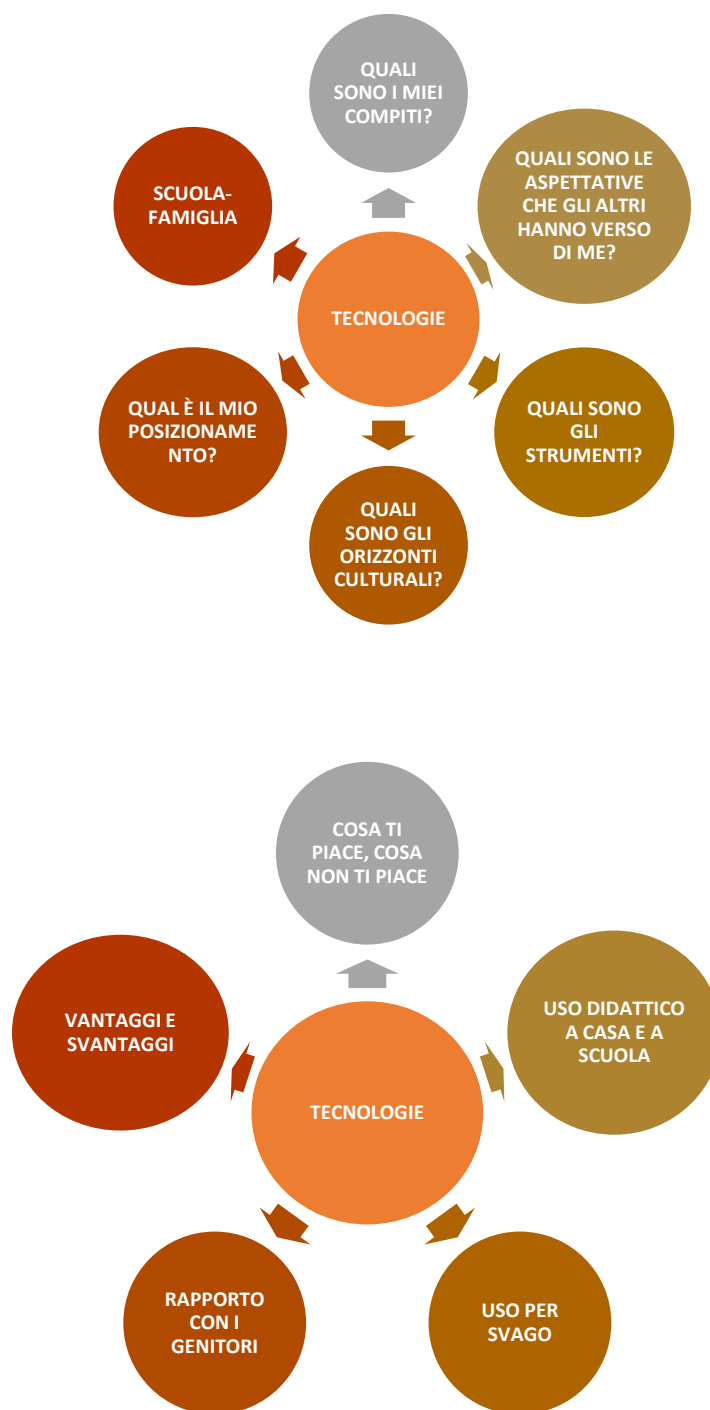 QUALI
SONO I MIEI
COMPITI?
QUALI SONO LE
ASPETTATIVE
CHE GLI ALTRI
HANNO VERSO
DI ME?
SCUOLA-
FAMIGLIA
TECNOLOGIE
QUAL È IL MIO
POSIZIONAME
NTO?
QUALI SONO
GLI
STRUMENTI?
QUALI
SONO GLI
ORIZZONTI
CULTURALI?
COSA TI
PIACE, COSA
NON TI PIACE
VANTAGGI E
SVANTAGGI
USO DIDATTICO
A CASA E A
SCUOLA
TECNOLOGIE
RAPPORTO
CON I
GENITORI
USO PER
SVAGO